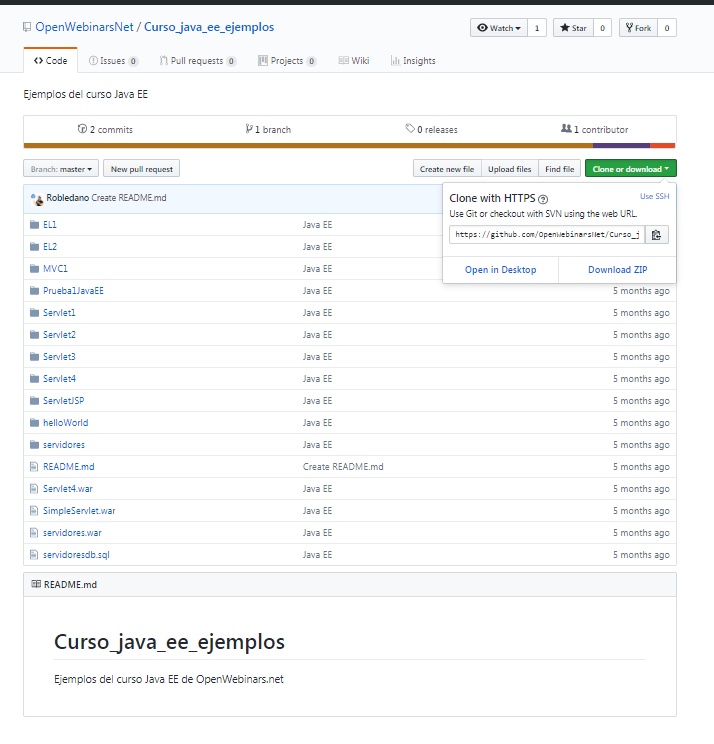 OpenWebinarsNet / Curso_java_ee_ejemplos
Watch 1 Star 0 Fork 0
Code Issues 0 Pull requests 0 Projects 0 Wiki Insights
Ejemplos del curso Java EE
2 commits 1 branch 0 releases 1 contributor
Branch: master New pull request Create new file Upload files Find file Clone or download
Robledano Create README.md
Clone with HTTPS Use SSH
Use Git or checkout with SVN using the web URL.
https://github.com/OpenWebinarsNet/Curso_j
Open in Desktop Download ZIP
EL1 Java EE
EL2 Java EE
MVC1 Java EE
Prueba1JavaEE Java EE 5 months ago
Servlet1 Java EE 5 months ago
Servlet2 Java EE 5 months ago
Servlet3 Java EE 5 months ago
Servlet4 Java EE 5 months ago
ServletJSP Java EE 5 months ago
helloWorld Java EE 5 months ago
servidores Java EE 5 months ago
README.md Create README.md 5 months ago
Servlet4.war Java EE 5 months ago
SimpleServlet.war Java EE 5 months ago
servidores.war Java EE 5 months ago
servidoresdb.sql Java EE 5 months ago
README.md
Curso_java_ee_ejemplos
Ejemplos del curso Java EE de OpenWebinars.net